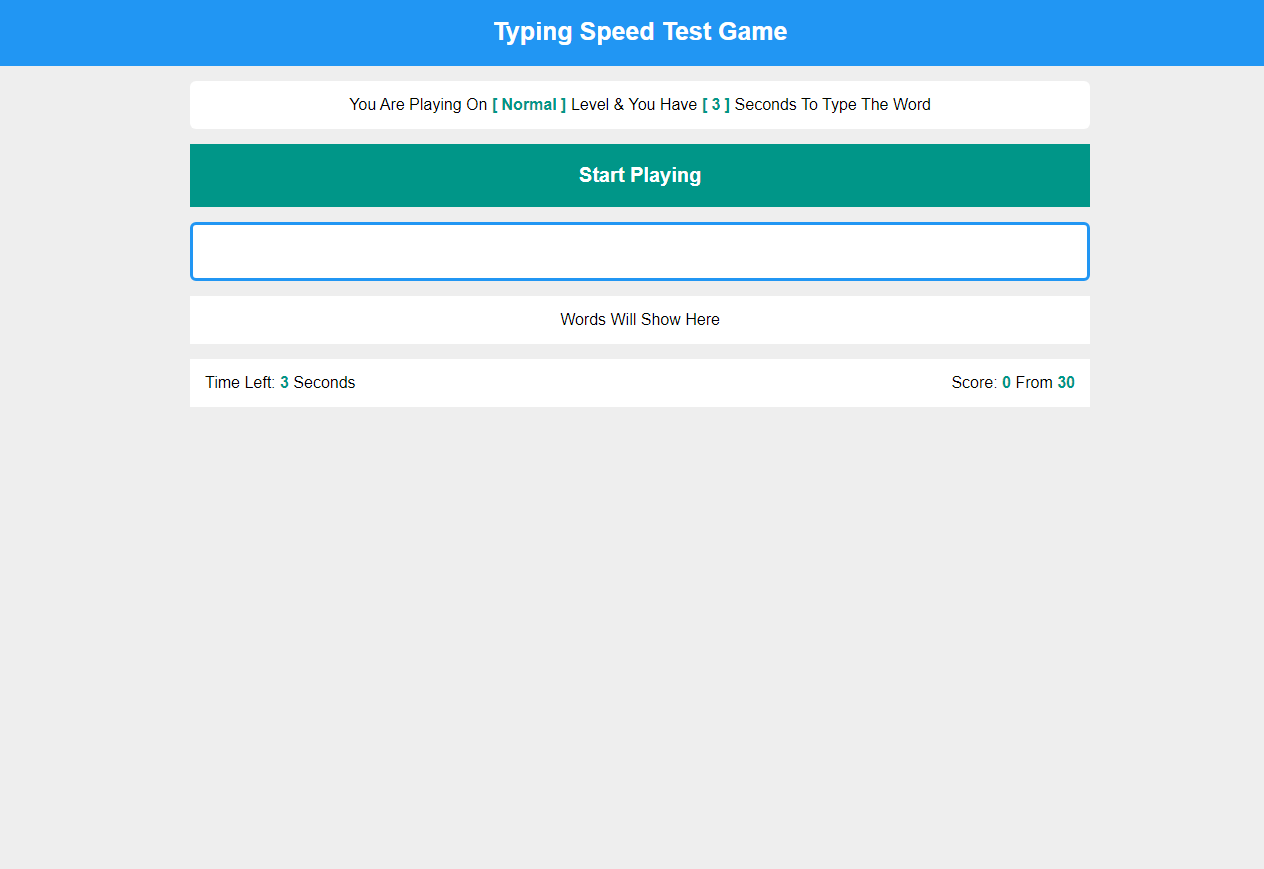 Typing Speed Test Game
You Are Playing On [ Normal ] Level & You Have [ 3 ] Seconds To Type The Word
Start Playing
Words Will Show Here
Time Left: 3 Seconds
Score: 0 From 30